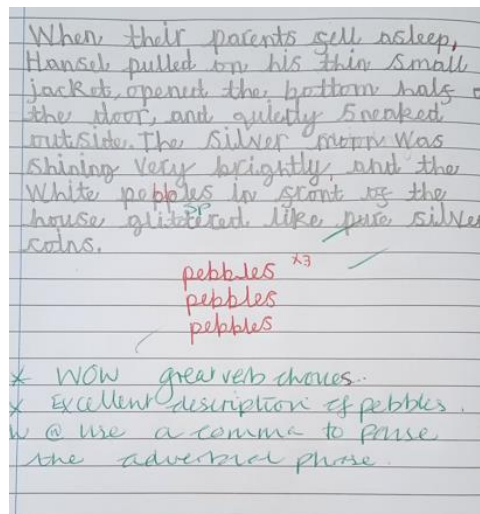 When their parents fell asleep,
Hansel pulled on his thin small
jacket, opened the bottom half o
the door, and quietly sneaked
outside. The silver moon was
shining very brightly, and the
White pebbles in front of the
sp
house glittered like pure silve
coins.
pebbles x3
pebbles
pebbles
x WOW great verb choices.
x Excellent description of pebbles.
W @ use a comma to pause
the adverbial phrase.